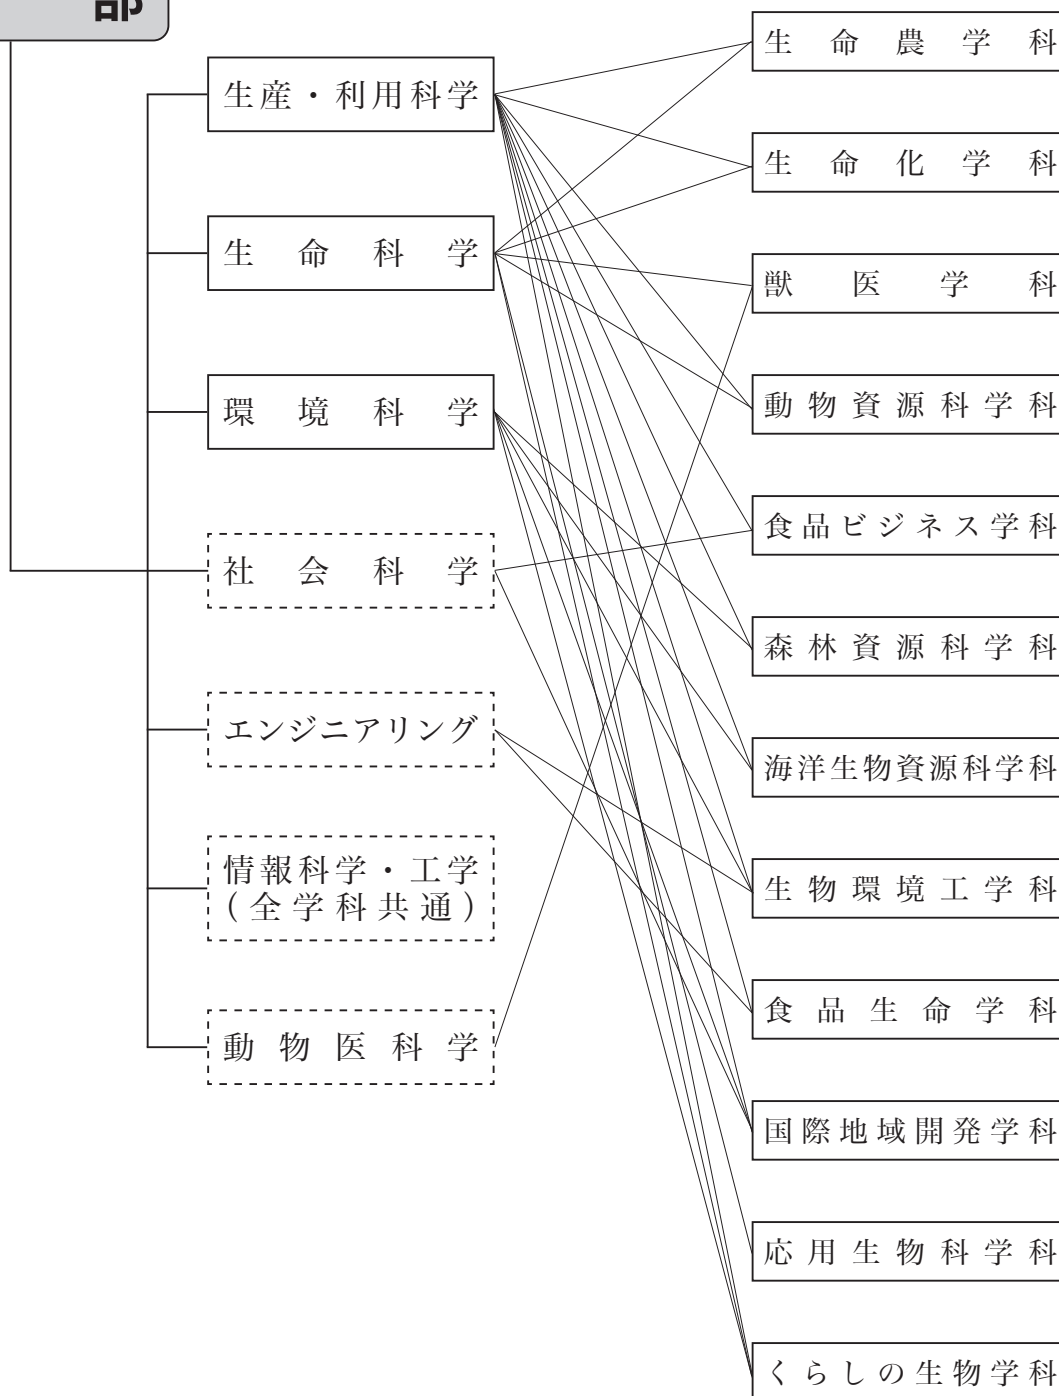 部
生産・利用科学
生命科学
環境科学
社会科学
エンジニアリング
情報科学・工学
(全学科共通)
動物医科学
生命農学科
生命化学科
獣医学科
動物資源科学科
食品ビジネス学科
森林資源科学科
海洋生物資源科学科
生物環境工学科
食品生命学科
国際地域開発学科
応用生物科学科
くらしの生物学科